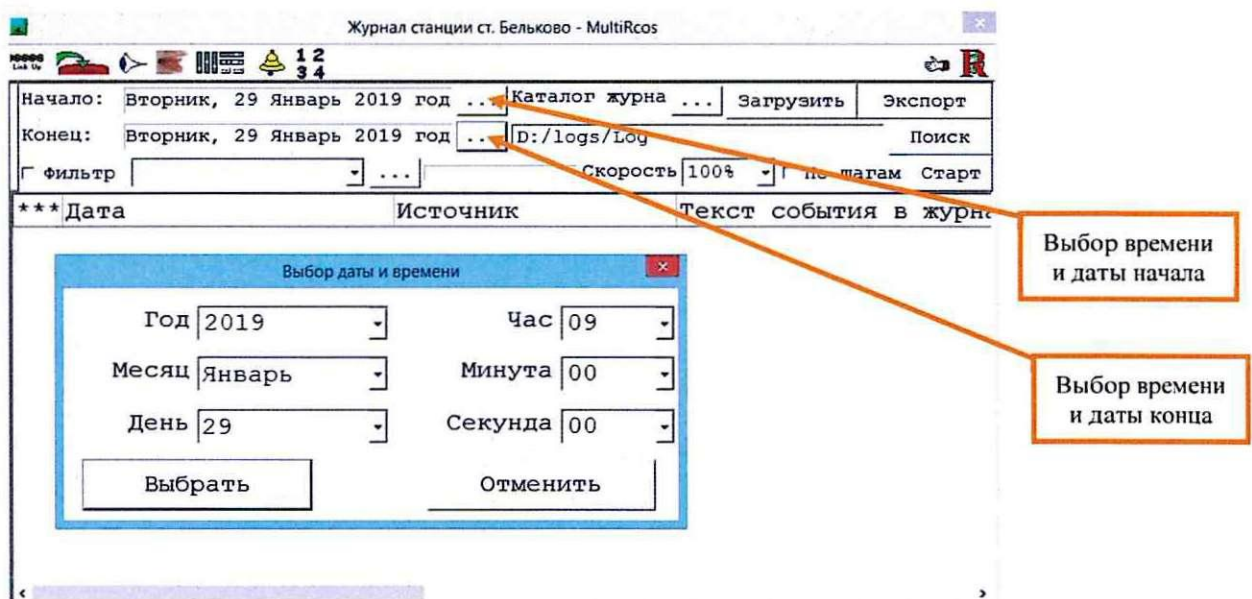 Журнал станции ст. Бельково - MultiRcos
Link Up
1 2
3 4
R
Начало: Вторник, 29 Январь 2019 год ... Каталог журна ... Загрузить Экспорт
Конец: Вторник, 29 Январь 2019 год ... D:/logs/Log Поиск
Фильтр ... Скорость 100% По шагам Старт
*** Дата Источник Текст события в журна
Выбор времени
и даты начала
Выбор даты и времени
Год 2019 Час 09
Месяц Январь Минута 00
День 29 Секунда 00
Выбрать Отменить
Выбор времени
и даты конца